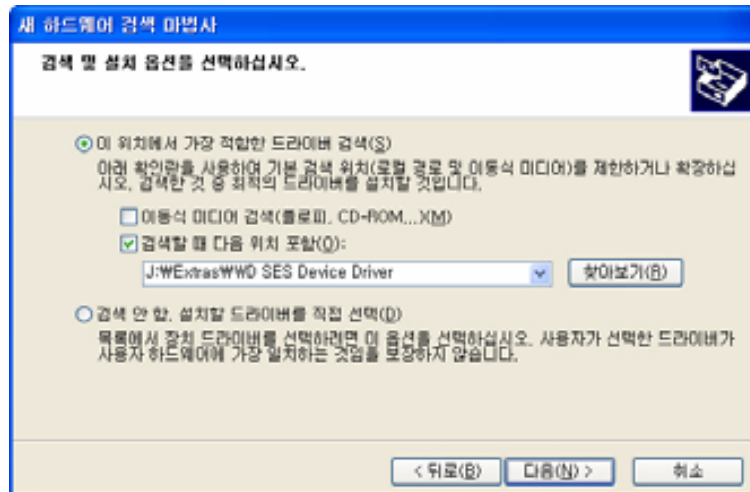 새 하드웨어 검색 마법사
검색 및 설치 옵션을 선택하십시오.
이 위치에서 가장 적합한 드라이버 검색(S)
아래 확인란을 사용하여 기본 검색 위치(로컬 경로 및 이동식 미디어)를 제한하거나 확장하십
시오. 검색한 것 중 최적의 드라이버를 설치할 것입니다.
이동식 미디어 검색(플로피, CD-ROM...)(M)
검색할 때 다음 위치 포함(O):
J:₩Extras₩WD SES Device Driver
찾아보기(R)
검색 안 함. 설치할 드라이버를 직접 선택(D)
목록에서 장치 드라이버를 선택하려면 이 옵션을 선택하십시오. 사용자가 선택한 드라이버가
사용자 하드웨어에 가장 일치하는 것임을 보장하지 않습니다.
< 뒤로(B)
다음(N) >
취소